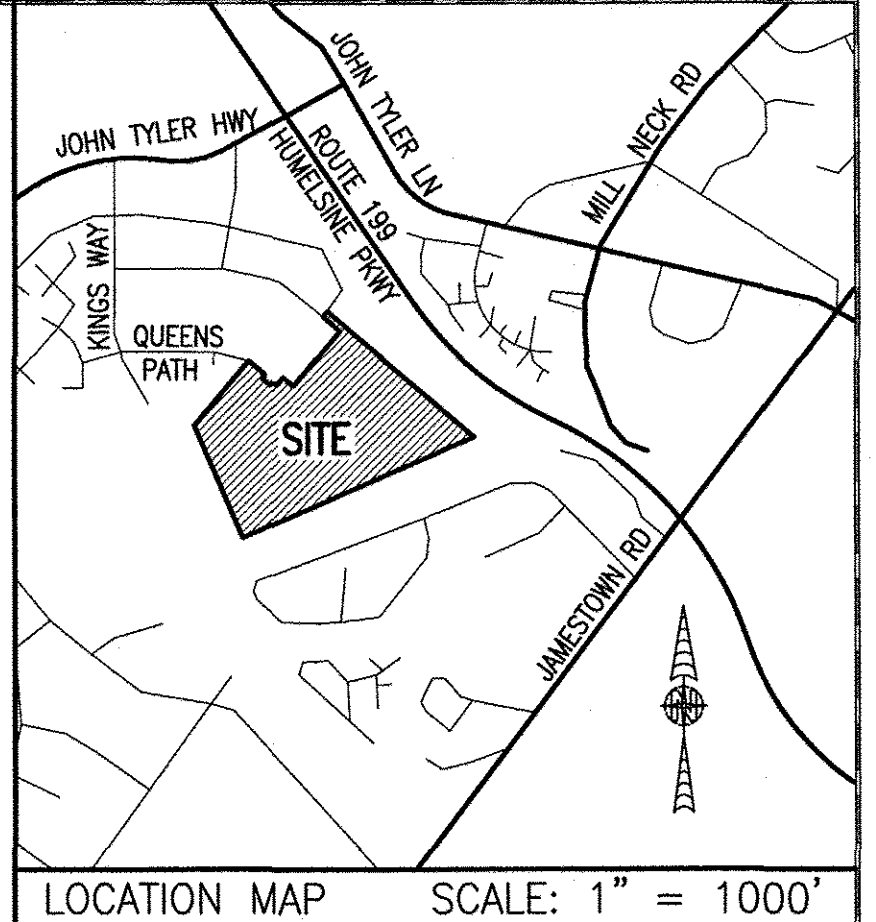 JOHN TYLER HWY
JOHN TYLER LN
ROUTE 199
HUMELSINE PKWY
MILL NECK RD
KINGS WAY
QUEENS
PATH
SITE
JAMESTOWN RD
LOCATION MAP SCALE: 1" = 1000'